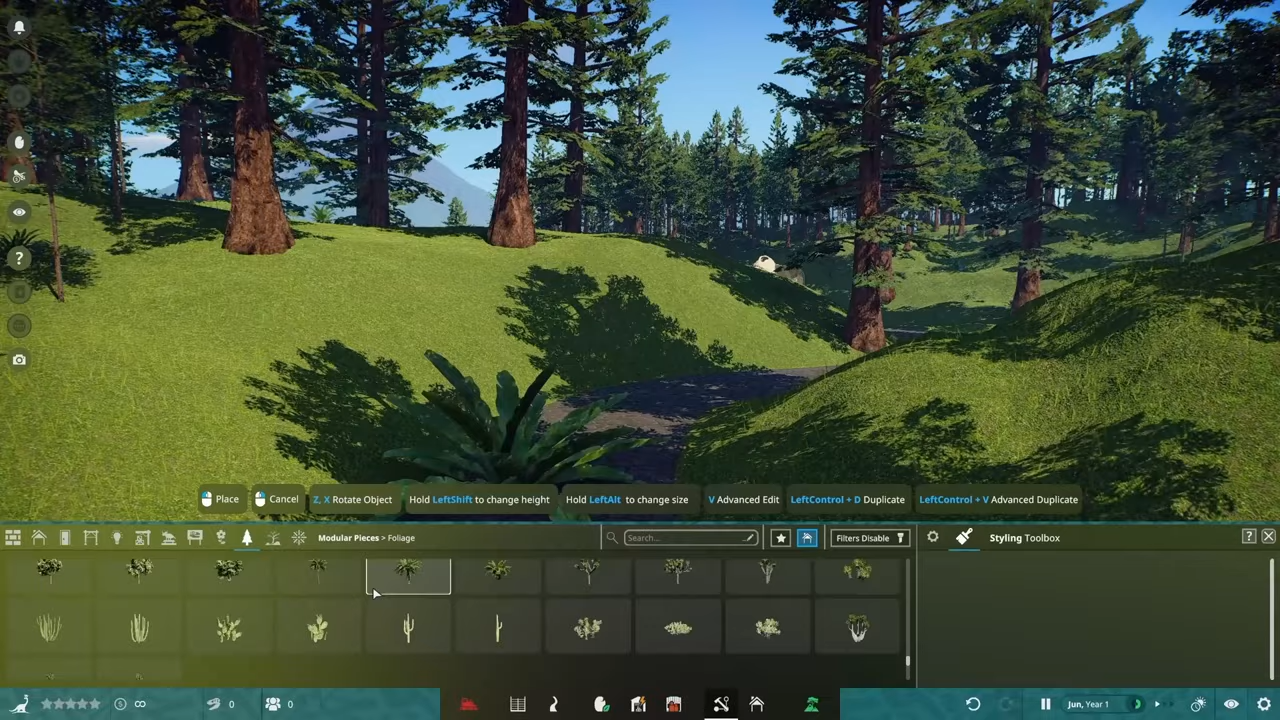 Place Cancel Z, X Rotate Object Hold LeftShift to change height Hold LeftAlt to change size V Advanced Edit LeftControl + D Duplicate LeftControl + V Advanced Duplicate
Modular Pieces > Foliage Search... Filters Disable Styling Toolbox ?
?
∞ 0 0 Jun, Year 1